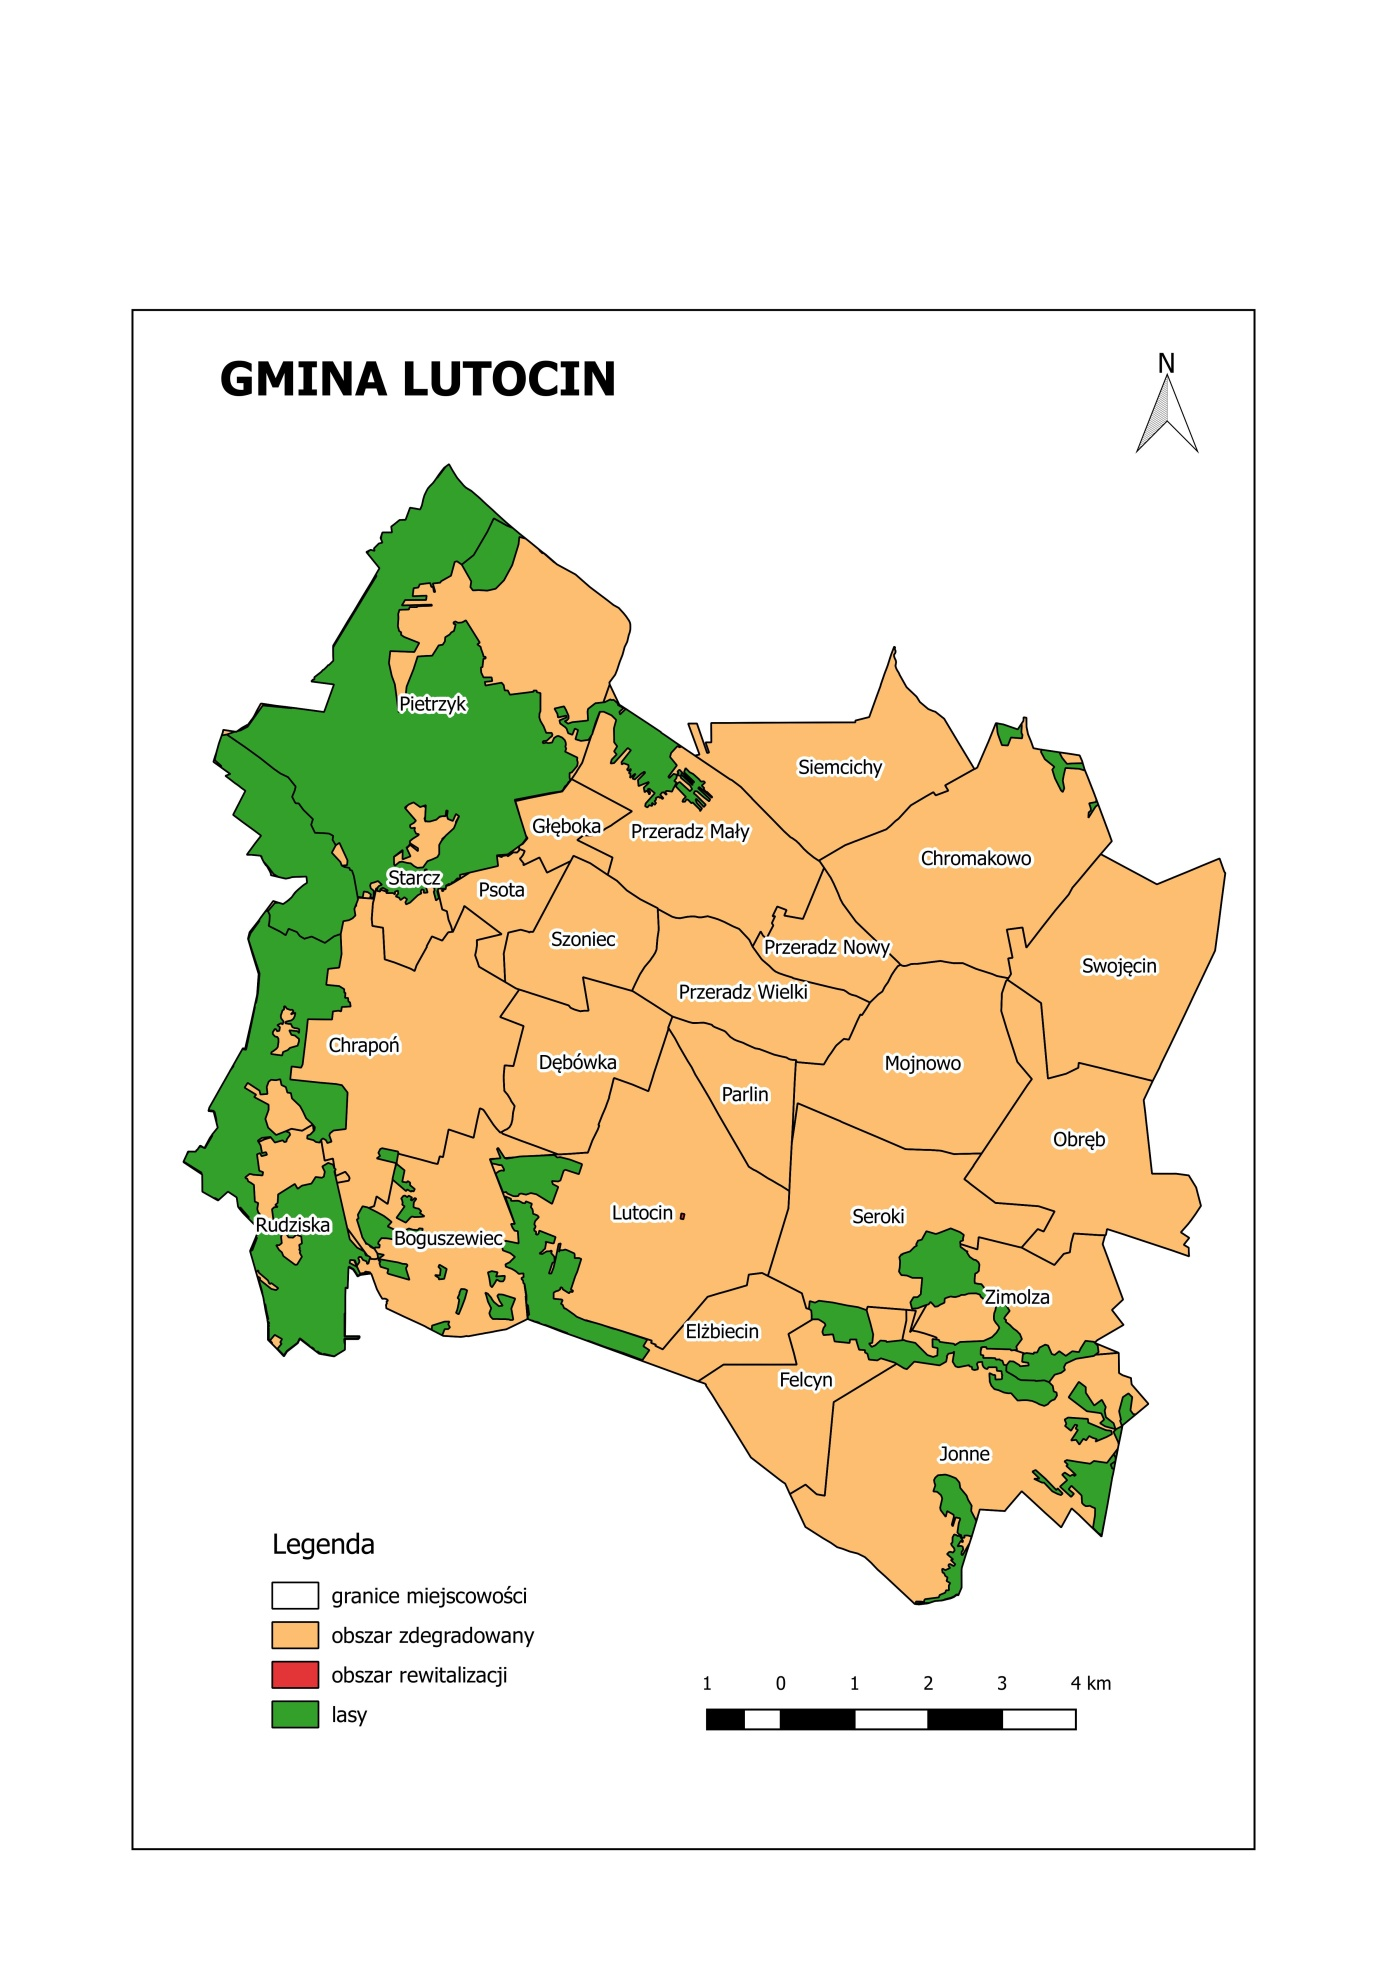 GMINA LUTOCIN
N
Pietrzyk
Siemcichy
Głęboka
Przeradz Mały
Chromakowo
Starcz
Psota
Szoniec
Przeradz Nowy
Swojęcin
Przeradz Wielki
Chrapoń
Dębówka
Mojnowo
Parlin
Obręb
Lutocin
Seroki
Rudziska
Boguszewiec
Zimolza
Elżbiecin
Felcyn
Jonne
Legenda
granice miejscowości
obszar zdegradowany
obszar rewitalizacji
lasy
1 0 1 2 3 4 km